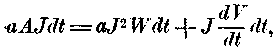 aAJdt = aJ²Wdt + J dV/dt dt,